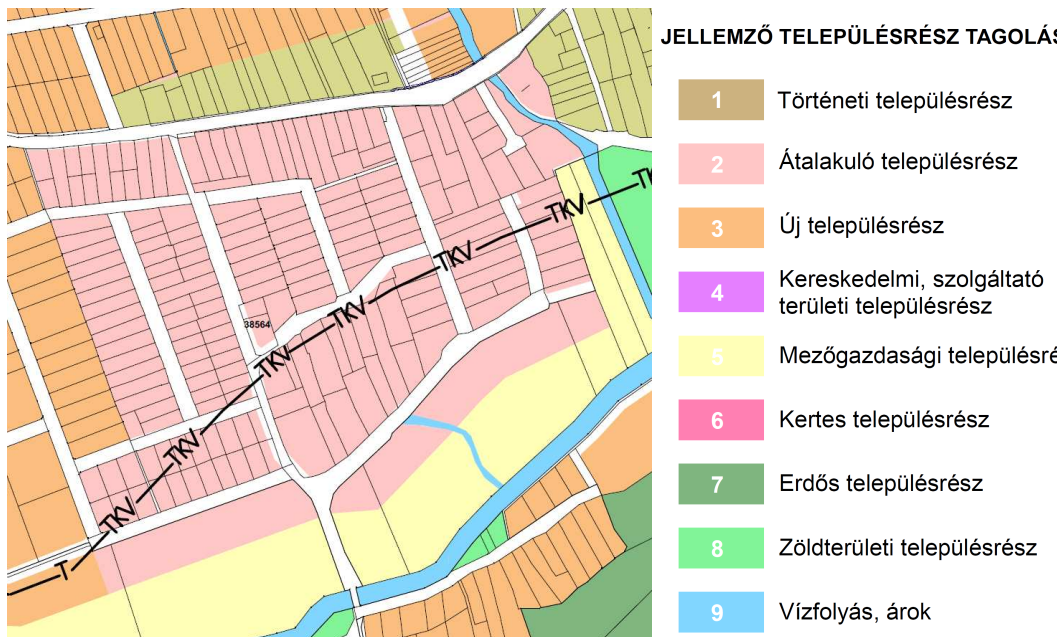 JELLEMZŐ TELEPÜLÉSRÉSZ TAGOLÁS
1 Történeti településrész
2 Átalakuló településrész
3 Új településrész
4 Kereskedelmi, szolgáltató
területi településrész
5 Mezőgazdasági településré
6 Kertes településrész
7 Erdős településrész
8 Zöldterületi településrész
9 Vízfolyás, árok
TK
TKV
TKV
TKV
38564
TKV
TKV
TKV
T